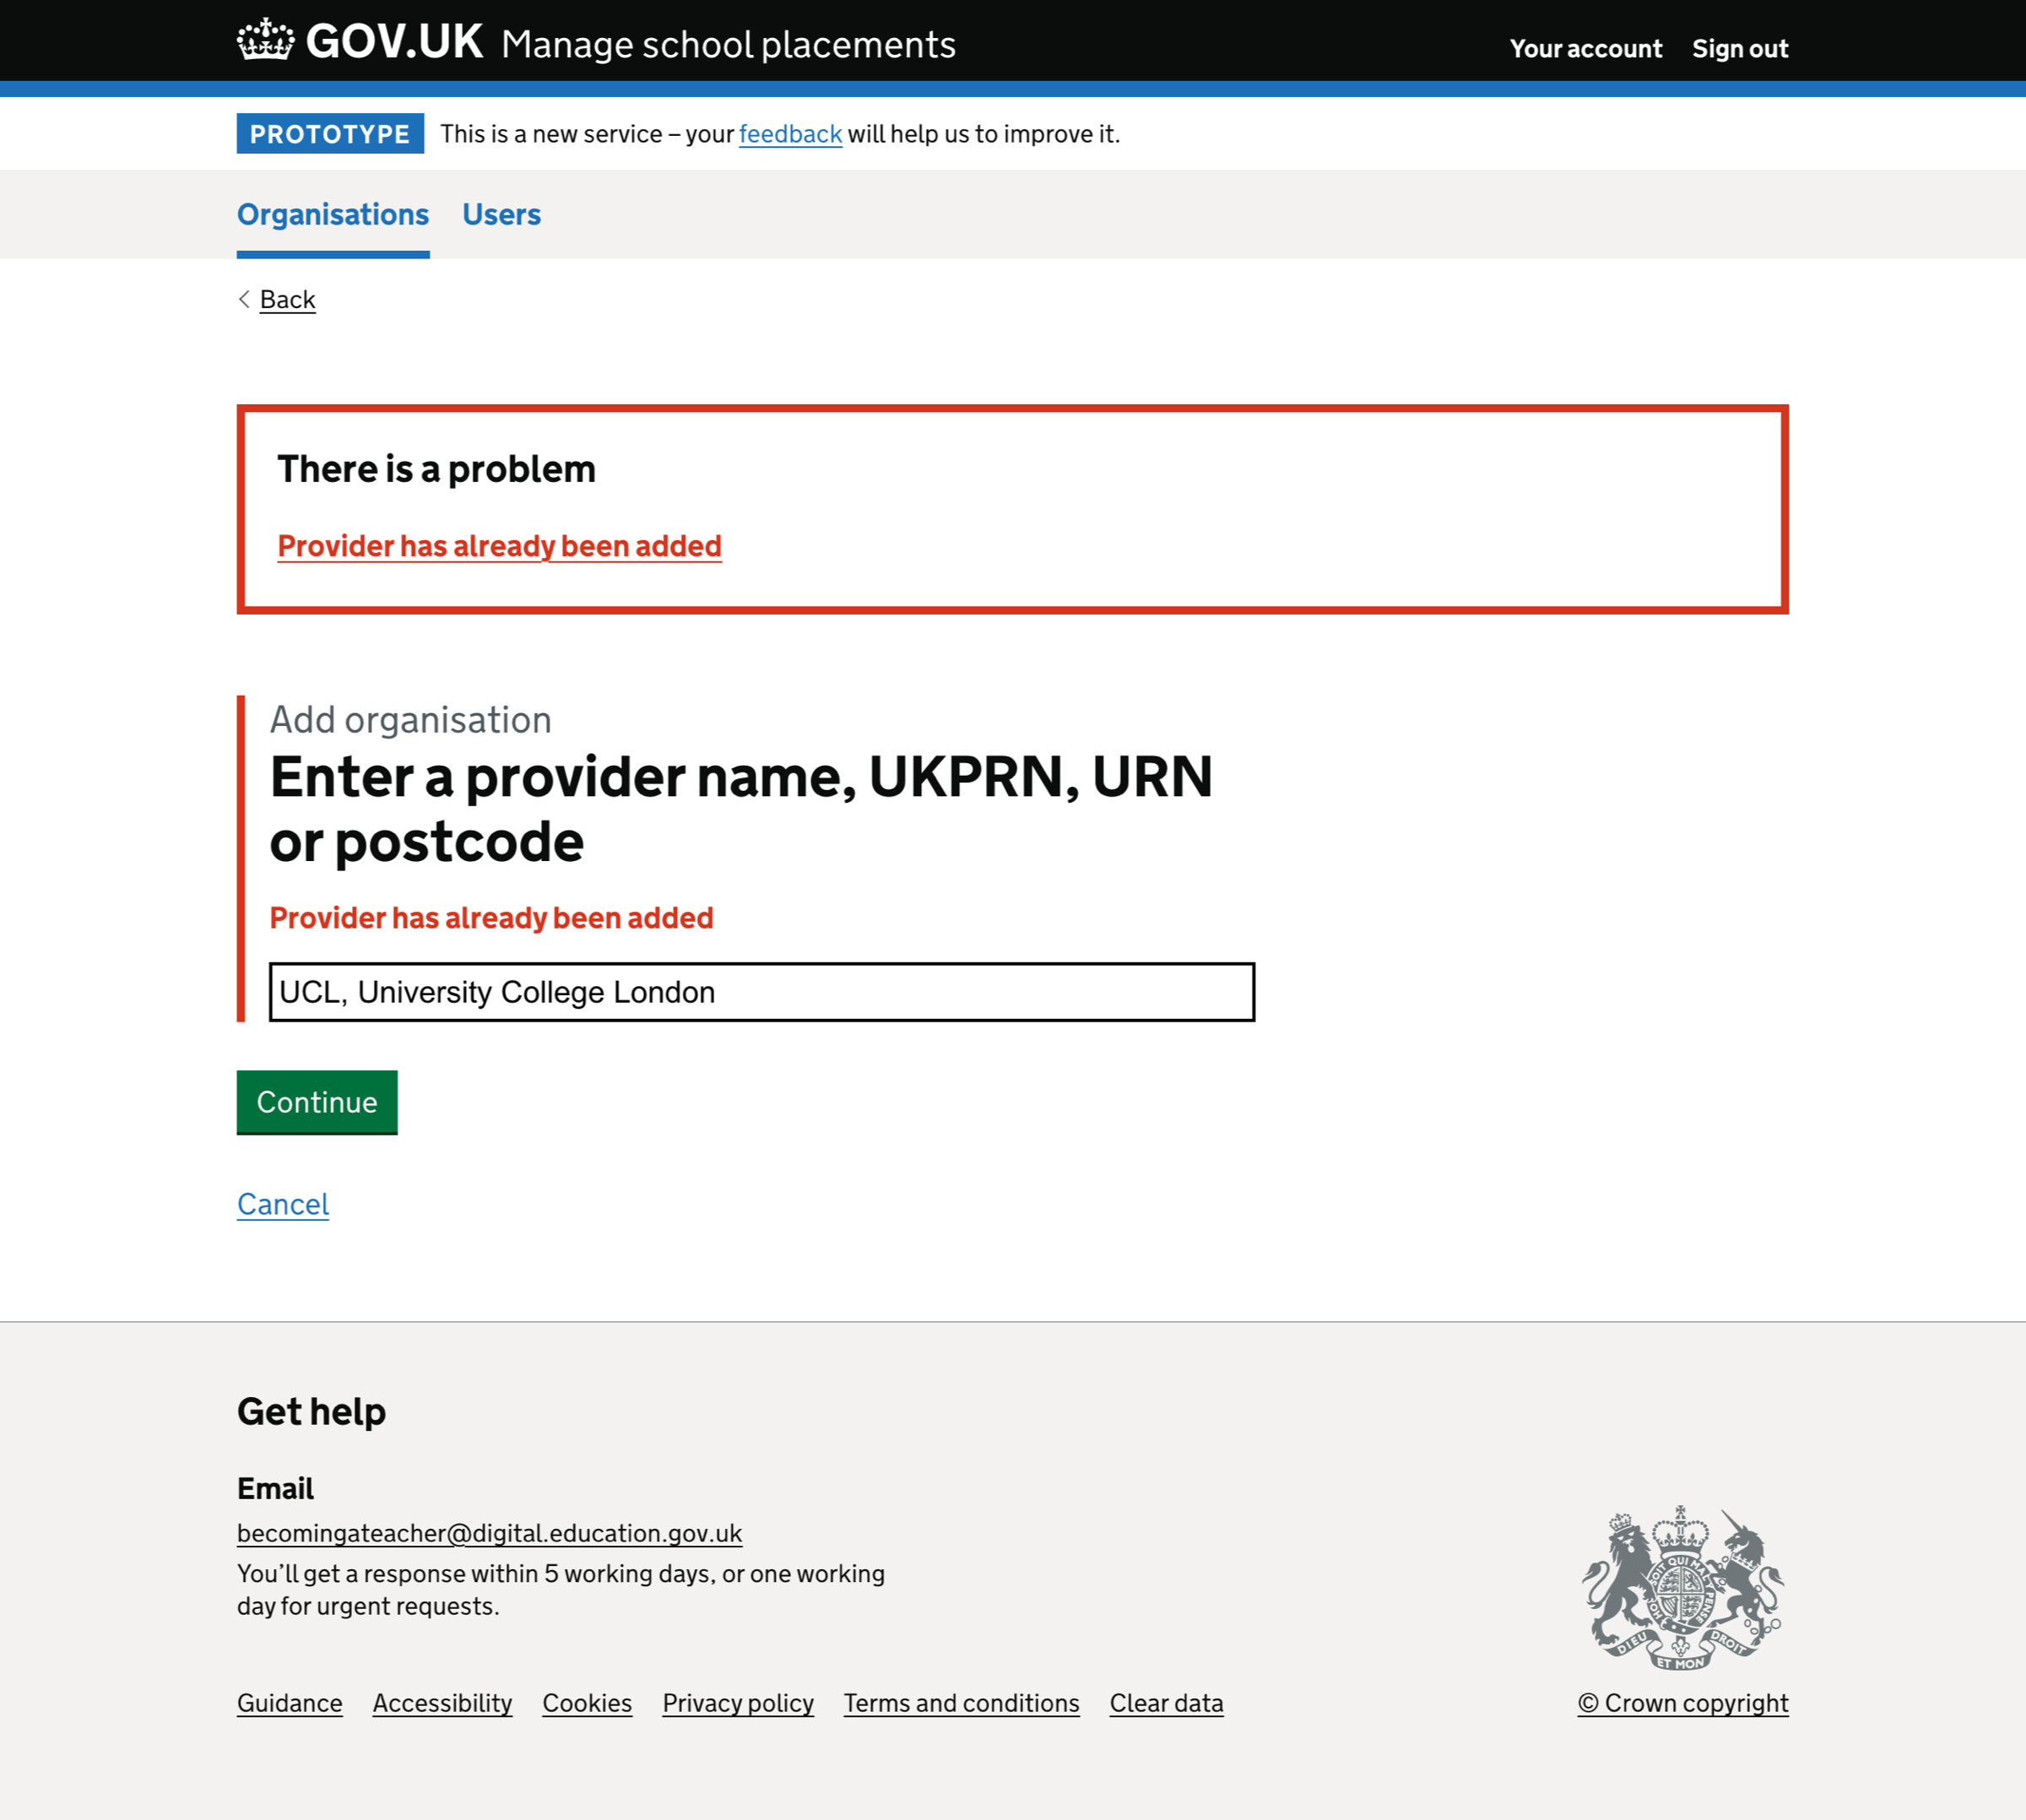 GOV.UK Manage school placements
Your account Sign out
PROTOTYPE This is a new service – your feedback will help us to improve it.
Organisations Users
Back
There is a problem
Provider has already been added
Add organisation
Enter a provider name, UKPRN, URN
or postcode
Provider has already been added
UCL, University College London
Continue
Cancel
Get help
Email
becomingateacher@digital.education.gov.uk
You’ll get a response within 5 working days, or one working
day for urgent requests.
DIEU ET MON DROIT
Guidance Accessibility Cookies Privacy policy Terms and conditions Clear data
© Crown copyright